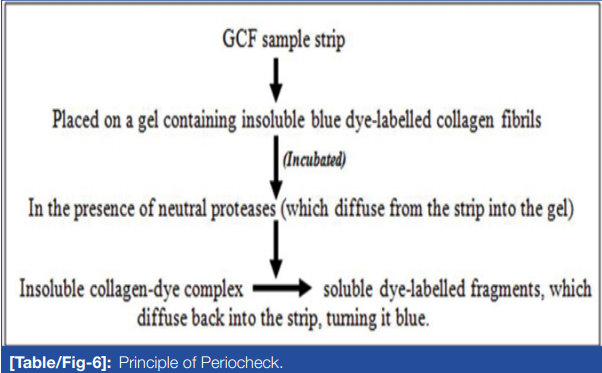 GCF sample strip
Placed on a gel containing insoluble blue dye-labelled collagen fibrils
(Incubated)
In the presence of neutral proteases (which diffuse from the strip into the gel)
Insoluble collagen-dye complex soluble dye-labelled fragments, which
diffuse back into the strip, turning it blue.
[Table/Fig-6]: Principle of Periocheck.